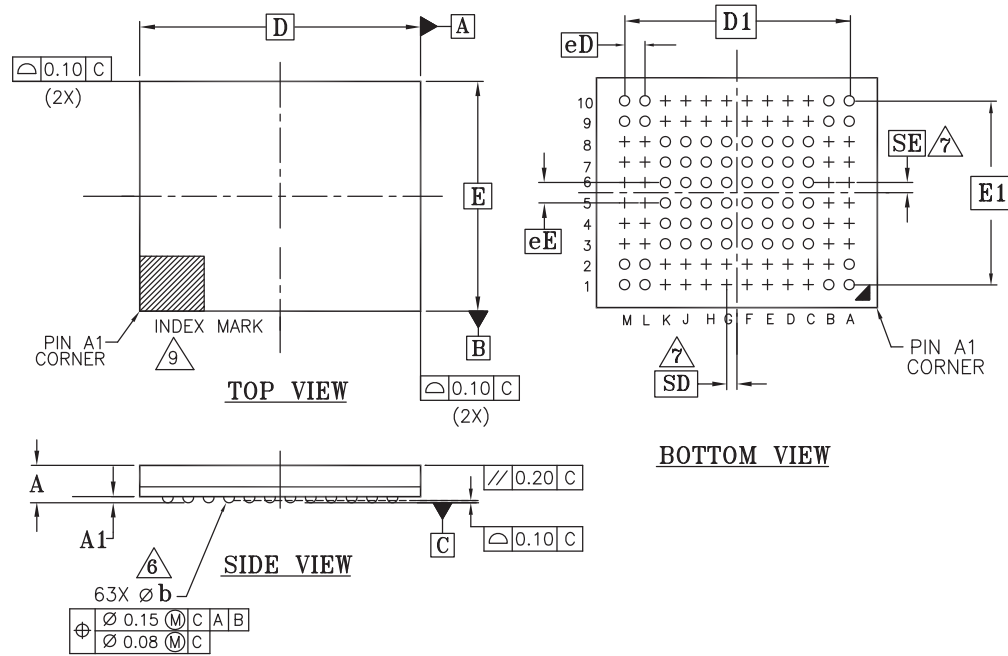 D
A
⌓ 0.10 C
(2X)
E
PIN A1
CORNER
INDEX MARK
9
B
TOP VIEW
⌓ 0.10 C
(2X)
D1
eD
10
9
8
7
6
5
4
3
2
1
SE 7
E1
eE
M L K J H G F E D C B A
7
SD
PIN A1
CORNER
BOTTOM VIEW
A
A1
// 0.20 C
C
⌓ 0.10 C
6
SIDE VIEW
63X Ø b
⌖ Ø 0.15 Ⓜ C A B
Ø 0.08 Ⓜ C